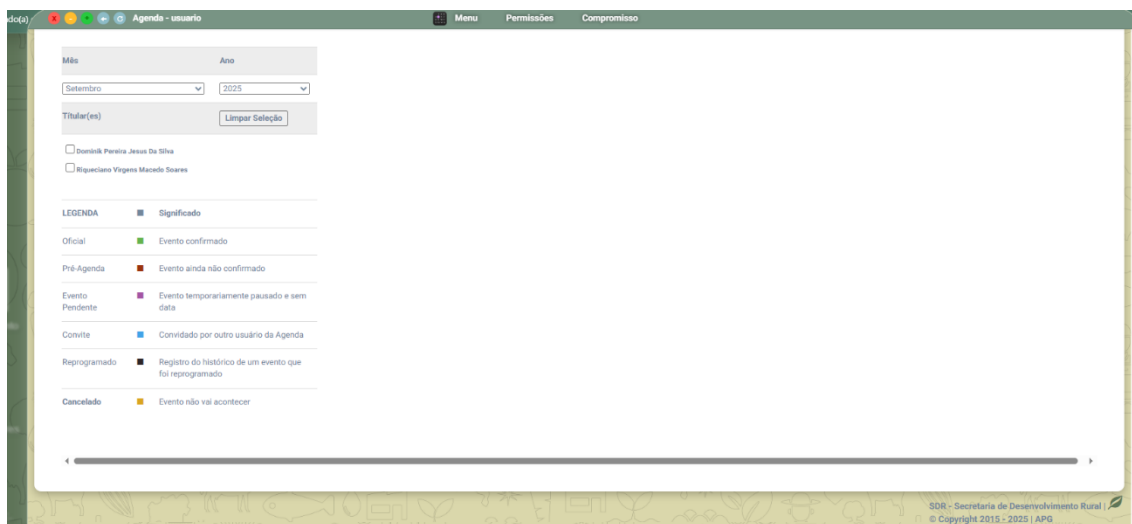 do(a)
Agenda - usuario
Menu
Permissões
Compromisso
Mês
Ano
Setembro
2025
Títular(es)
Limpar Seleção
Dominik Pereira Jesus Da Silva
Riqueciano Virgens Macedo Soares
LEGENDA
Significado
Oficial
Evento confirmado
Pré-Agenda
Evento ainda não confirmado
Evento
Pendente
Evento temporariamente pausado e sem
data
Convite
Convidado por outro usuário da Agenda
Reprogramado
Registro do histórico de um evento que
foi reprogramado
Cancelado
Evento não vai acontecer
SDR - Secretaria de Desenvolvimento Rural |
© Copyright 2015 - 2025 | APG